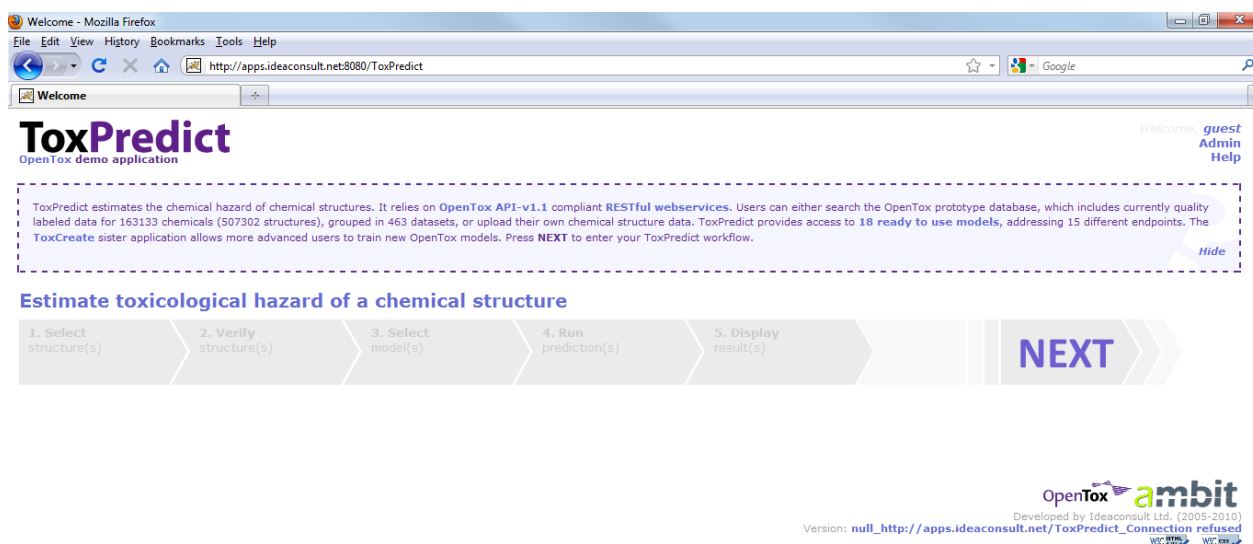 Welcome - Mozilla Firefox
File Edit View History Bookmarks Tools Help
http://apps.ideaconsult.net:8080/ToxPredict
Google
Welcome
ToxPredict
OpenTox demo application
Welcome, guest
Admin
Help
ToxPredict estimates the chemical hazard of chemical structures. It relies on OpenTox API-v1.1 compliant RESTful webservices. Users can either search the OpenTox prototype database, which includes currently quality
labeled data for 163133 chemicals (507302 structures), grouped in 463 datasets, or upload their own chemical structure data. ToxPredict provides access to 18 ready to use models, addressing 15 different endpoints. The
ToxCreate sister application allows more advanced users to train new OpenTox models. Press NEXT to enter your ToxPredict workflow.
Hide
Estimate toxicological hazard of a chemical structure
1. Select 2. Verify 3. Select 4. Run 5. Display
structure(s) structure(s) model(s) prediction(s) result(s)
NEXT
OpenTox ambit
Developed by Ideaconsult Ltd. (2005-2010)
Version: null_http://apps.ideaconsult.net/ToxPredict_Connection refused
W3C HTML W3C css